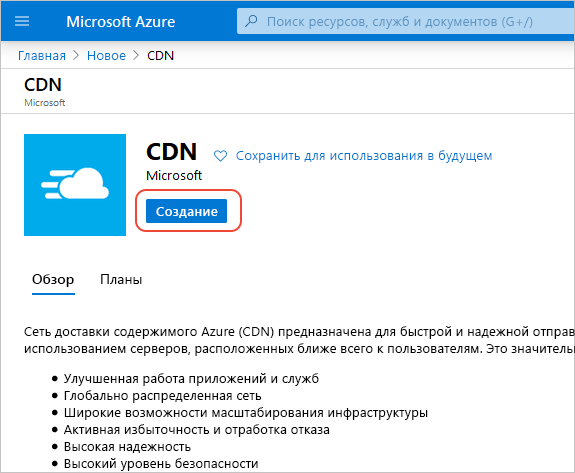 Microsoft Azure
Поиск ресурсов, служб и документов (G+/)
Главная > Новое > CDN
CDN
Microsoft
CDN
Сохранить для использования в будущем
Microsoft
Создание
Обзор Планы
Сеть доставки содержимого Azure (CDN) предназначена для быстрой и надежной отправ
использованием серверов, расположенных ближе всего к пользователям. Это значитель
• Улучшенная работа приложений и служб
• Глобально распределенная сеть
• Широкие возможности масштабирования инфраструктуры
• Активная избыточность и отработка отказа
• Высокая надежность
• Высокий уровень безопасности